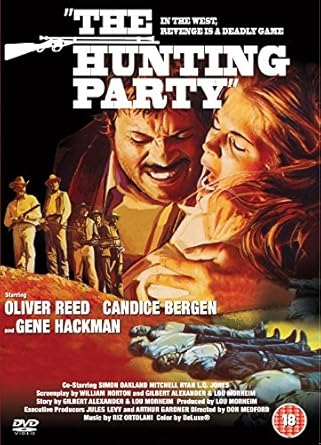 "THE
HUNTING
PARTY"
IN THE WEST,
REVENGE IS A DEADLY GAME
Starring
OLIVER REED CANDICE BERGEN
and GENE HACKMAN
Co-Starring SIMON OAKLAND MITCHELL RYAN L.Q. JONES
Screenplay by WILLIAM NORTON and GILBERT ALEXANDER & LOU MORHEIM
Story by GILBERT ALEXANDER & LOU MORHEIM Produced by LOU MORHEIM
Executive Producers JULES LEVY and ARTHUR GARDNER Directed by DON MEDFORD
Music by RIZ ORTOLANI Color by DeLuxe®
DVD
VIDEO
18